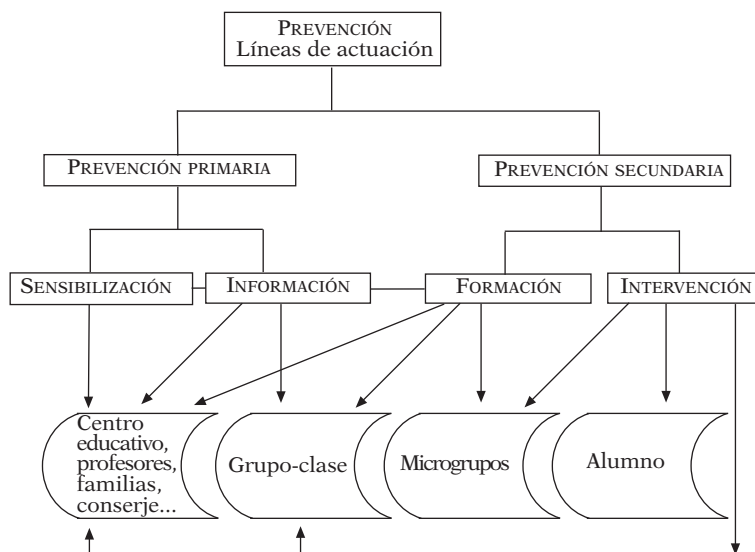 PREVENCIÓN
Líneas de actuación
PREVENCIÓN PRIMARIA
PREVENCIÓN SECUNDARIA
SENSIBILIZACIÓN
INFORMACIÓN
FORMACIÓN
INTERVENCIÓN
Centro
educativo,
profesores,
familias,
conserje...
Grupo-clase
Microgrupos
Alumno